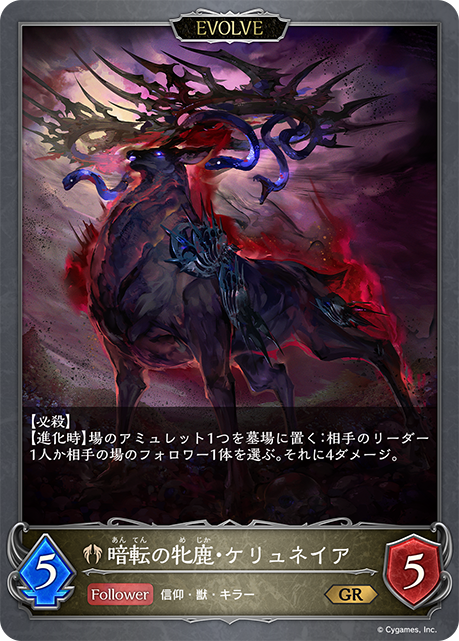 EVOLVE
【必殺】
【進化時】場のアミュレット1つを墓場に置く:相手のリーダー
1人か相手の場のフォロワー1体を選ぶ。それに4ダメージ。
あんてん めじか
暗転の牝鹿・ケリュネイア
5
Follower 信仰・獣・キラー GR
5
© Cygames, Inc.